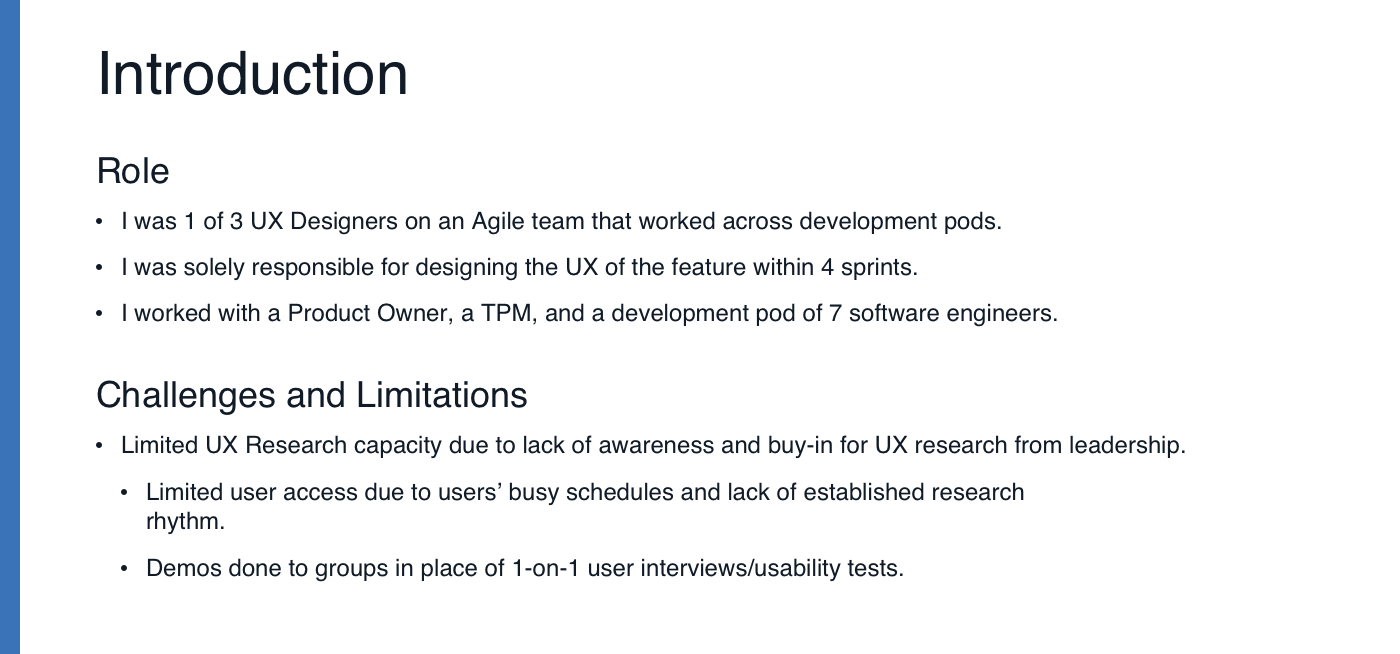 Introduction
Role
• I was 1 of 3 UX Designers on an Agile team that worked across development pods.
• I was solely responsible for designing the UX of the feature within 4 sprints.
• I worked with a Product Owner, a TPM, and a development pod of 7 software engineers.
Challenges and Limitations
• Limited UX Research capacity due to lack of awareness and buy-in for UX research from leadership.
• Limited user access due to users’ busy schedules and lack of established research
rhythm.
• Demos done to groups in place of 1-on-1 user interviews/usability tests.